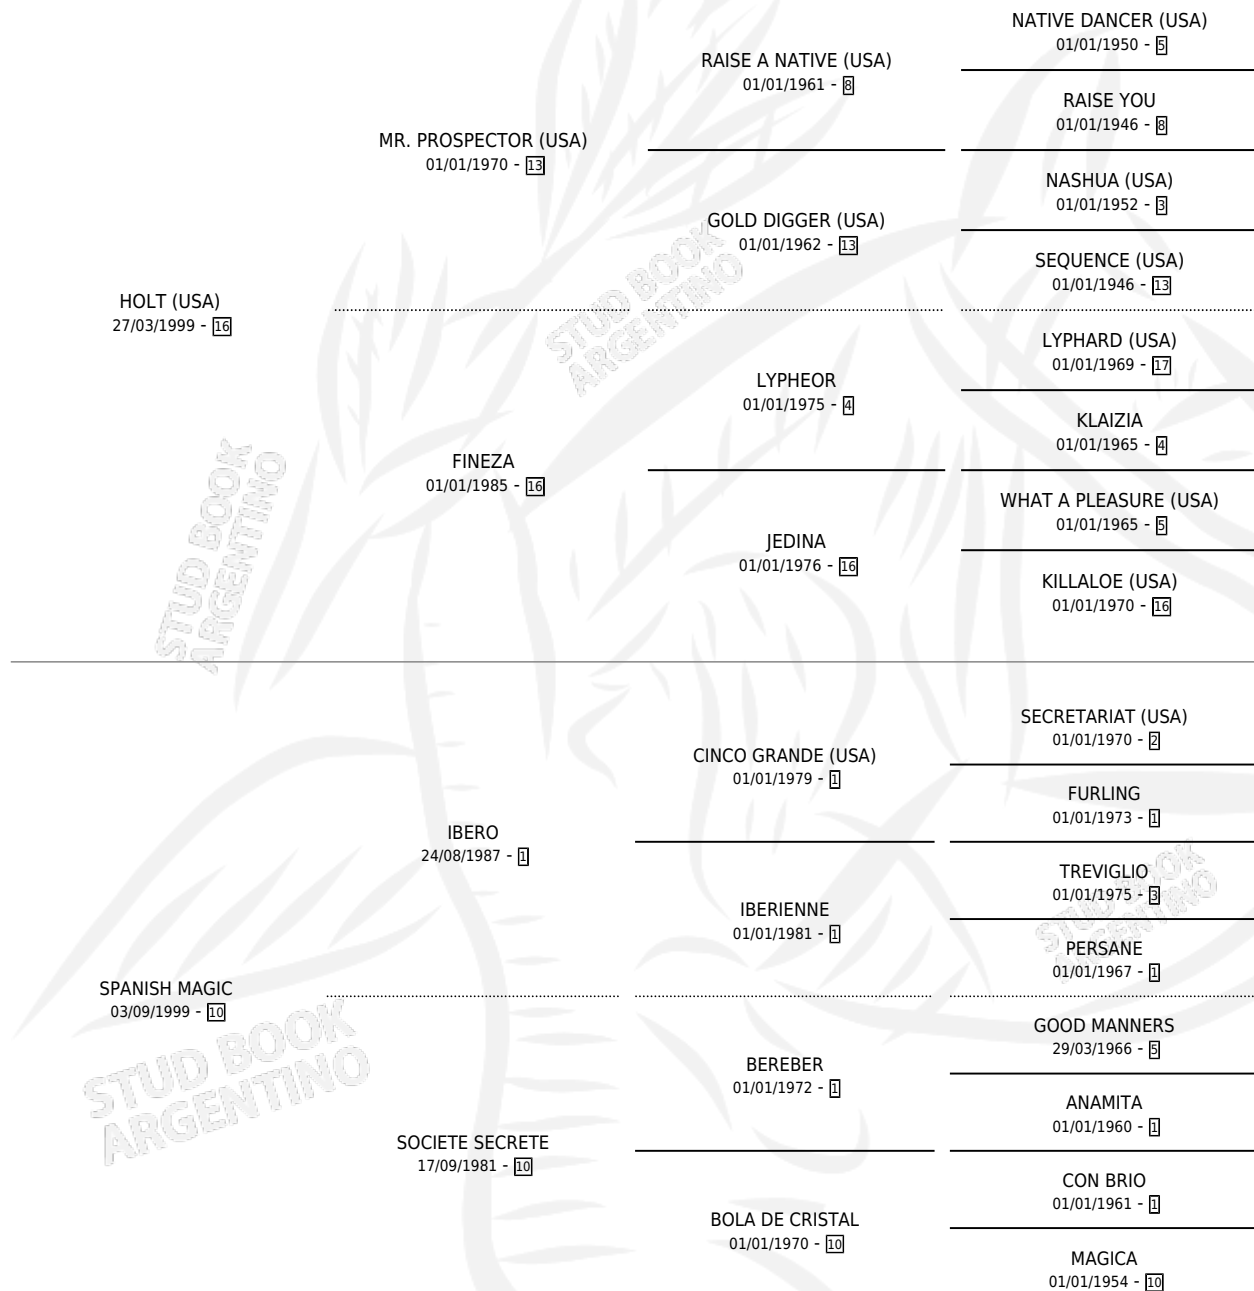 NATIVE DANCER (USA)
01/01/1950 - 5
RAISE A NATIVE (USA)
01/01/1961 - 8
RAISE YOU
01/01/1946 - 8
MR. PROSPECTOR (USA)
01/01/1970 - 13
NASHUA (USA)
01/01/1952 - 3
GOLD DIGGER (USA)
01/01/1962 - 13
SEQUENCE (USA)
01/01/1946 - 13
HOLT (USA)
27/03/1999 - 16
STUD BOOK
ARGENTINO
LYPHARD (USA)
01/01/1969 - 17
LYPHEOR
01/01/1975 - 4
KLAIZIA
01/01/1965 - 4
FINEZA
01/01/1985 - 16
WHAT A PLEASURE (USA)
01/01/1965 - 5
JEDINA
01/01/1976 - 16
KILLALOE (USA)
01/01/1970 - 16
STUD BOOK
ARGENTINO
SECRETARIAT (USA)
01/01/1970 - 2
CINCO GRANDE (USA)
01/01/1979 - 1
FURLING
01/01/1973 - 1
IBERO
24/08/1987 - 1
TREVIGLIO
01/01/1975 - 3
IBERIENNE
01/01/1981 - 1
STUD BOOK
ARGENTINO
PERSANE
01/01/1967 - 1
SPANISH MAGIC
03/09/1999 - 10
STUD BOOK
ARGENTINO
GOOD MANNERS
29/03/1966 - 5
BEREBER
01/01/1972 - 1
ANAMITA
01/01/1960 - 1
SOCIETE SECRETE
17/09/1981 - 10
CON BRIO
01/01/1961 - 1
BOLA DE CRISTAL
01/01/1970 - 10
MAGICA
01/01/1954 - 10